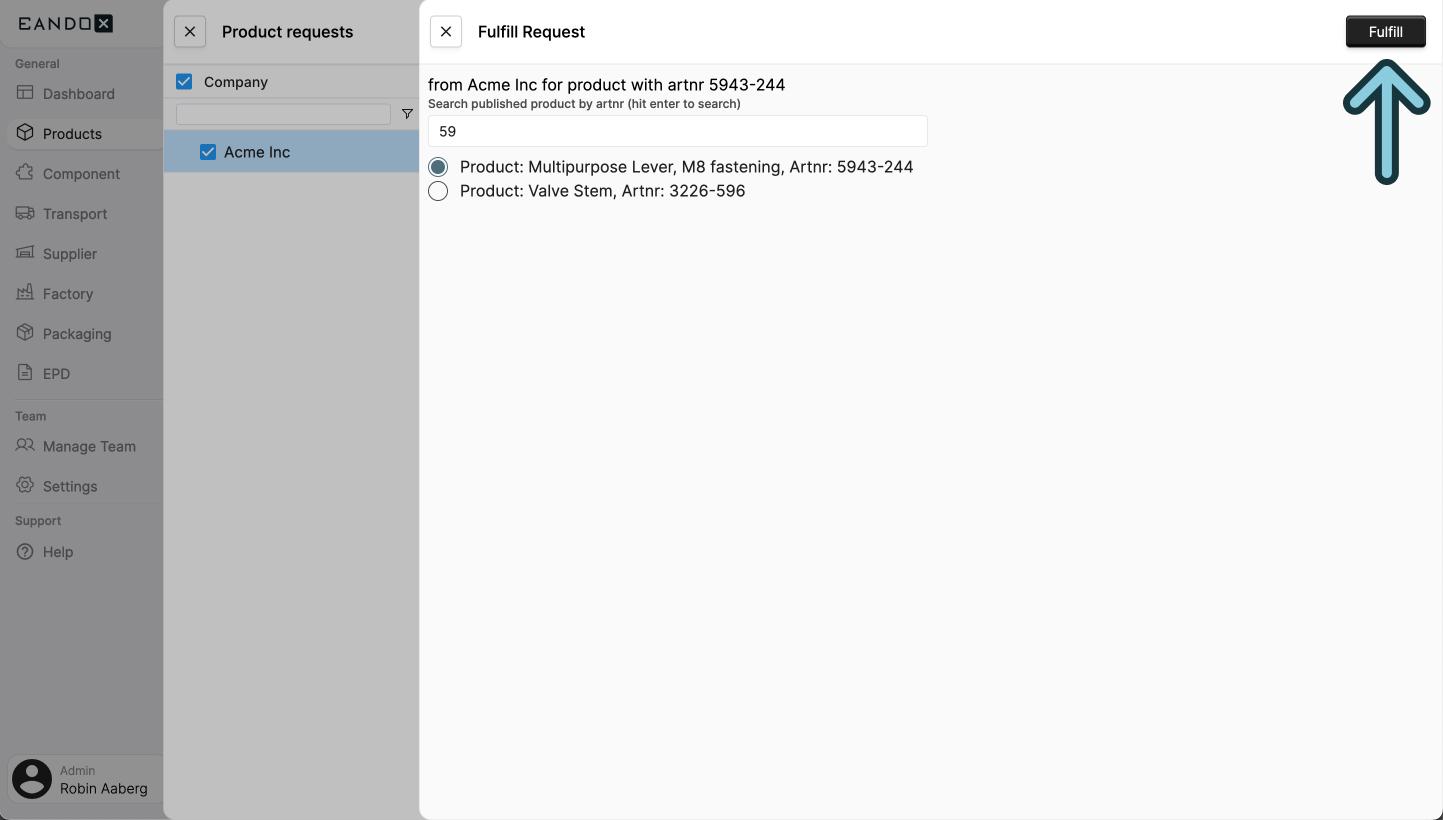 EANDOX
General
Dashboard
Products
Component
Transport
Supplier
Factory
Packaging
EPD
Team
Manage Team
Settings
Support
Help
Admin
Robin Aaberg
Product requests
Company
Acme Inc
Fulfill Request
Fulfill
from Acme Inc for product with artnr 5943-244
Search published product by artnr (hit enter to search)
59
Product: Multipurpose Lever, M8 fastening, Artnr: 5943-244
Product: Valve Stem, Artnr: 3226-596